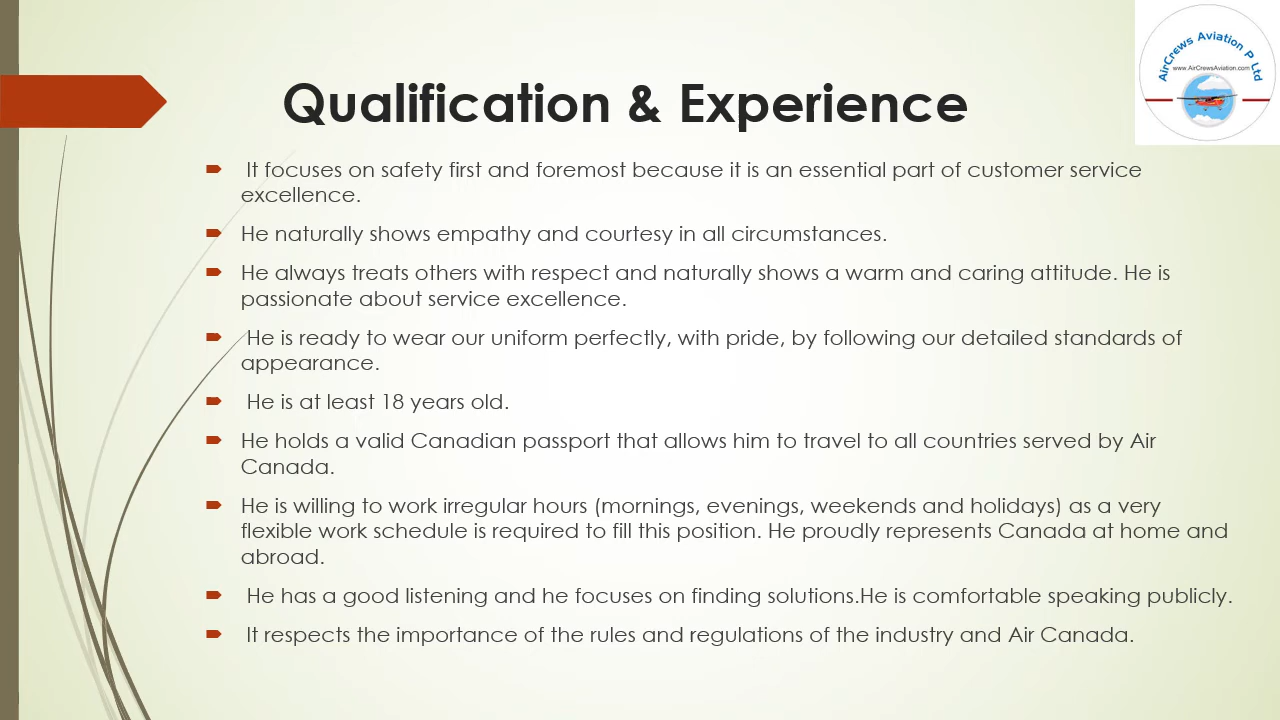 AirCrews Aviation P Ltd
www.AirCrewsAviation.com
Qualification & Experience
It focuses on safety first and foremost because it is an essential part of customer service
excellence.
He naturally shows empathy and courtesy in all circumstances.
He always treats others with respect and naturally shows a warm and caring attitude. He is
passionate about service excellence.
He is ready to wear our uniform perfectly, with pride, by following our detailed standards of
appearance.
He is at least 18 years old.
He holds a valid Canadian passport that allows him to travel to all countries served by Air
Canada.
He is willing to work irregular hours (mornings, evenings, weekends and holidays) as a very
flexible work schedule is required to fill this position. He proudly represents Canada at home and
abroad.
He has a good listening and he focuses on finding solutions.He is comfortable speaking publicly.
It respects the importance of the rules and regulations of the industry and Air Canada.